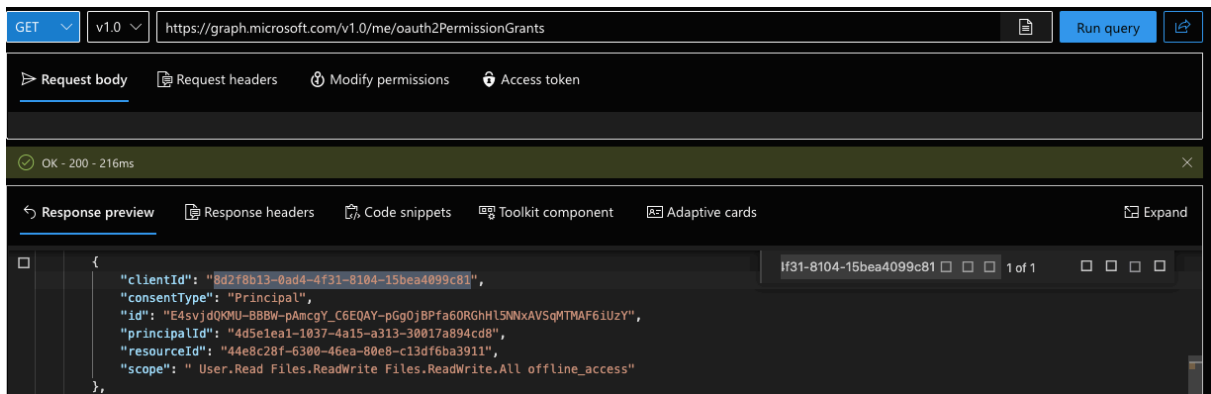 GET v1.0 https://graph.microsoft.com/v1.0/me/oauth2PermissionGrants Run query
Request body Request headers Modify permissions Access token
OK - 200 - 216ms
Response preview Response headers Code snippets Toolkit component Adaptive cards Expand
{
"clientId": "8d2f8b13-0ad4-4f31-8104-15bea4099c81",
4f31-8104-15bea4099c81 1 of 1
"consentType": "Principal",
"id": "E4svjdQKMU-BBBW-pAmcgY_C6EQAY-pGgOjBPfa6ORGhHl5NNxAVSqMTMAF6iUzY",
"principalId": "4d5e1ea1-1037-4a15-a313-30017a894cd8",
"resourceId": "44e8c28f-6300-46ea-80e8-c13df6ba3911",
"scope": " User.Read Files.ReadWrite Files.ReadWrite.All offline_access"
},